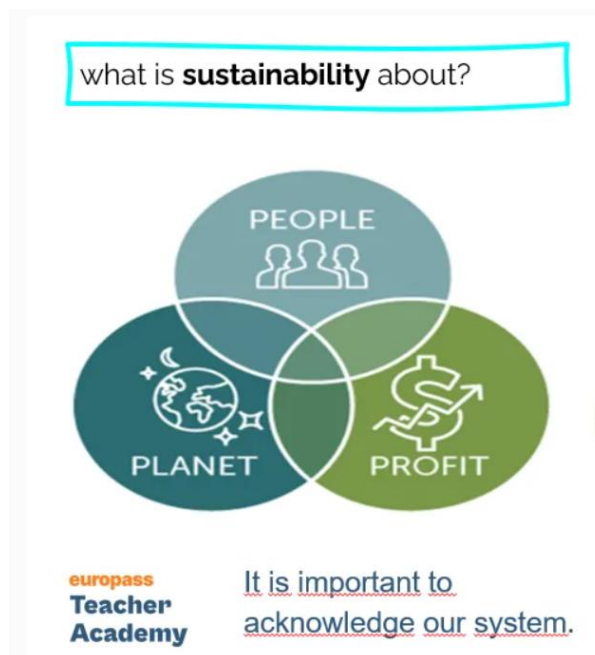 what is sustainability about?
PEOPLE
PLANET
PROFIT
europass
Teacher
Academy
It is important to
acknowledge our system.